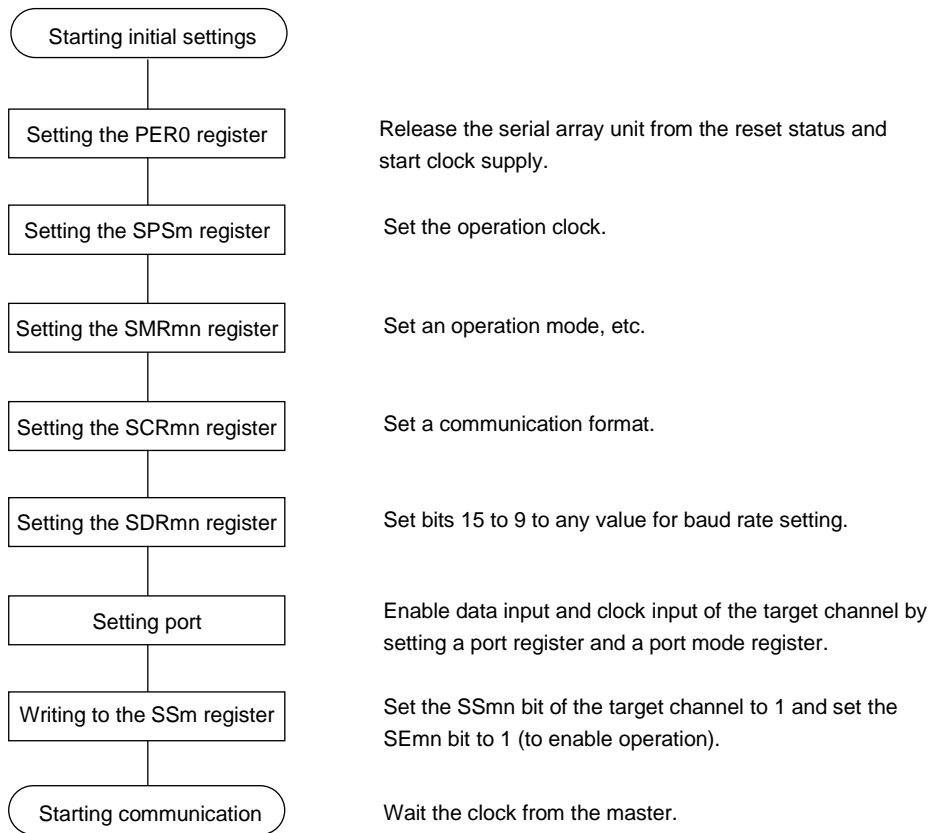 Starting initial settings
Setting the PER0 register
Release the serial array unit from the reset status and
start clock supply.
Setting the SPSm register
Set the operation clock.
Setting the SMRmn register
Set an operation mode, etc.
Setting the SCRmn register
Set a communication format.
Setting the SDRmn register
Set bits 15 to 9 to any value for baud rate setting.
Setting port
Enable data input and clock input of the target channel by
setting a port register and a port mode register.
Writing to the SSm register
Set the SSmn bit of the target channel to 1 and set the
SEmn bit to 1 (to enable operation).
Starting communication
Wait the clock from the master.